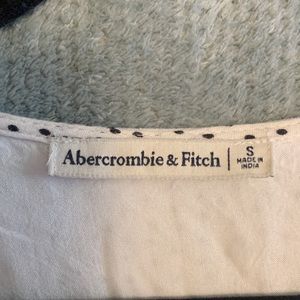 Abercrombie & Fitch
S
MADE IN
INDIA